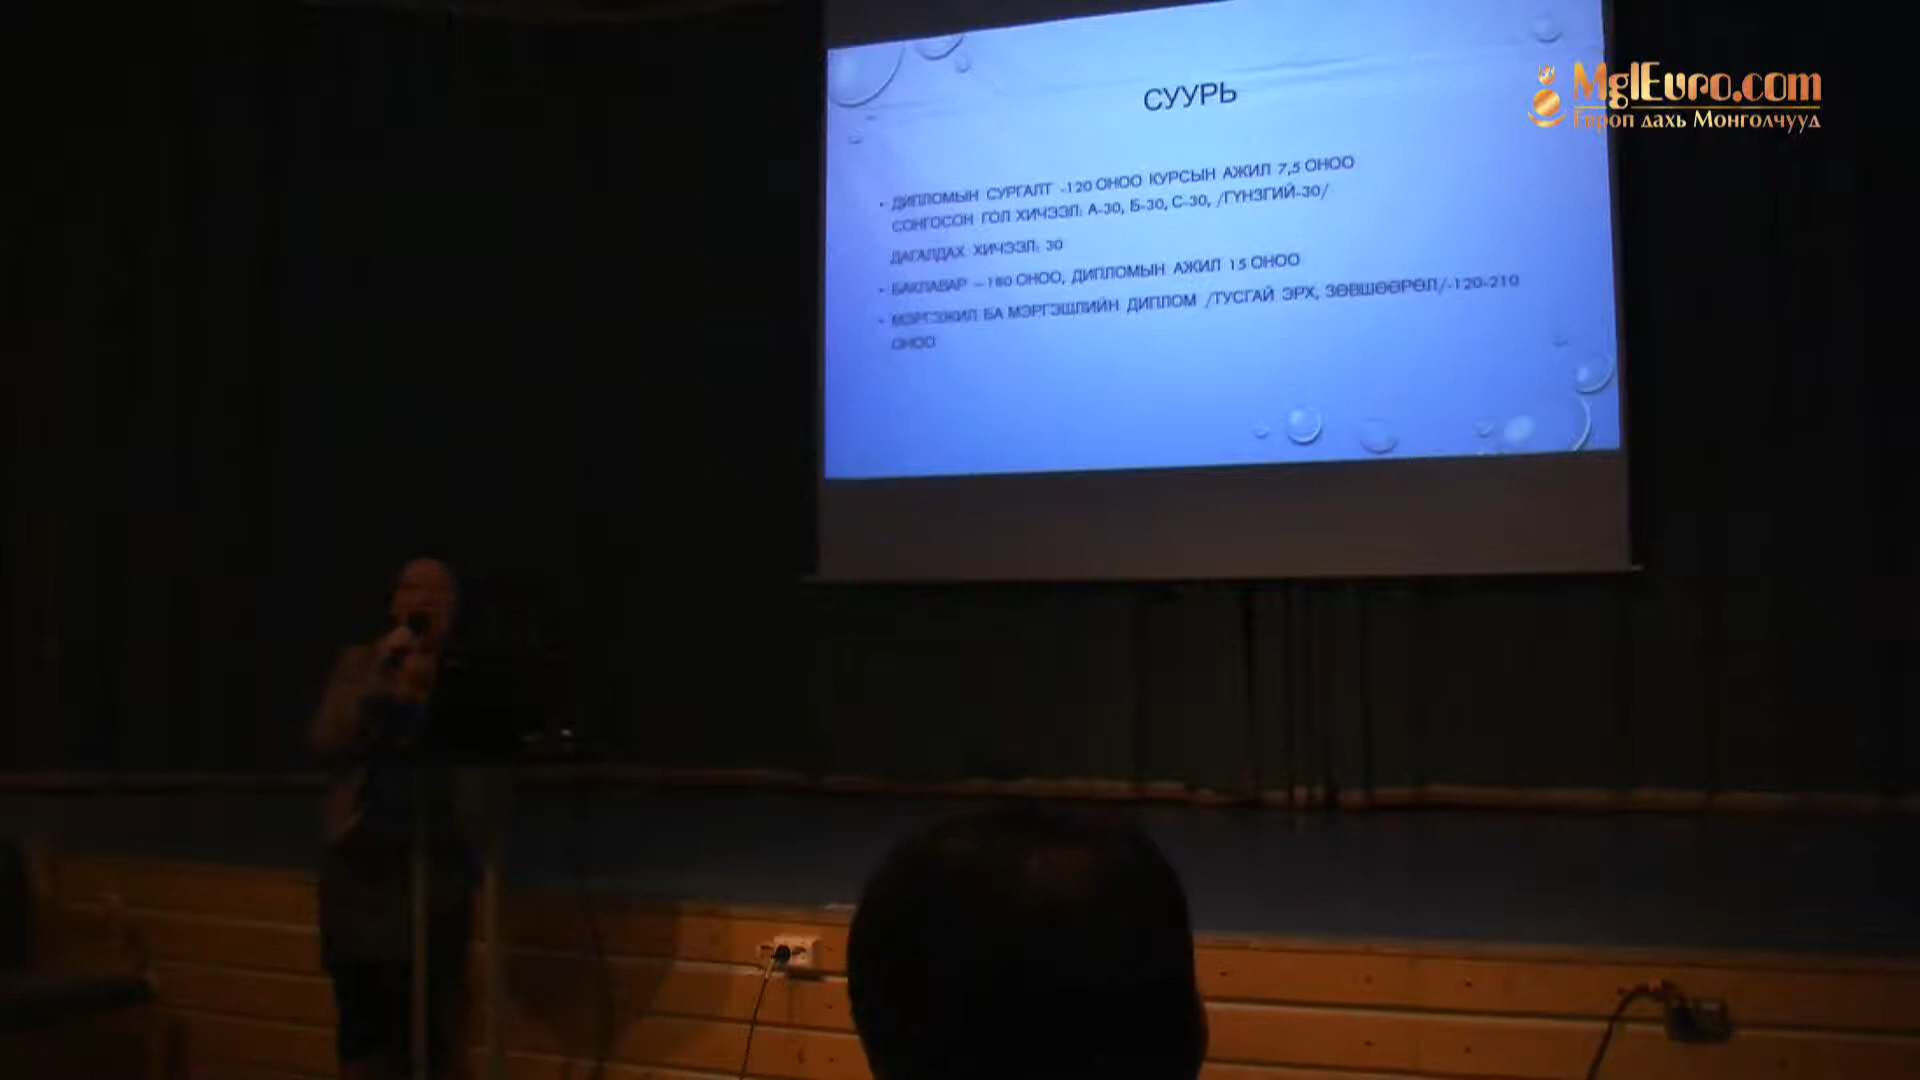 MglEuro.com
Европ дахь Монголчууд
СУУРЬ
• ДИПЛОМЫН СУРГАЛТ -120 ОНОО КУРСЫН АЖИЛ 7,5 ОНОО
СОНГОСОН ГОЛ ХИЧЭЭЛ: А-30, Б-30, С-30, /ГҮНЗГИЙ-30/
ДАГАЛДАХ ХИЧЭЭЛ: 30
• БАКЛАВАР – 180 ОНОО, ДИПЛОМЫН АЖИЛ 15 ОНОО
• МЭРГЭЖИЛ БА МЭРГЭШЛИЙН ДИПЛОМ /ТУСГАЙ ЭРХ, ЗӨВШӨӨРӨЛ/-120-210
ОНОО